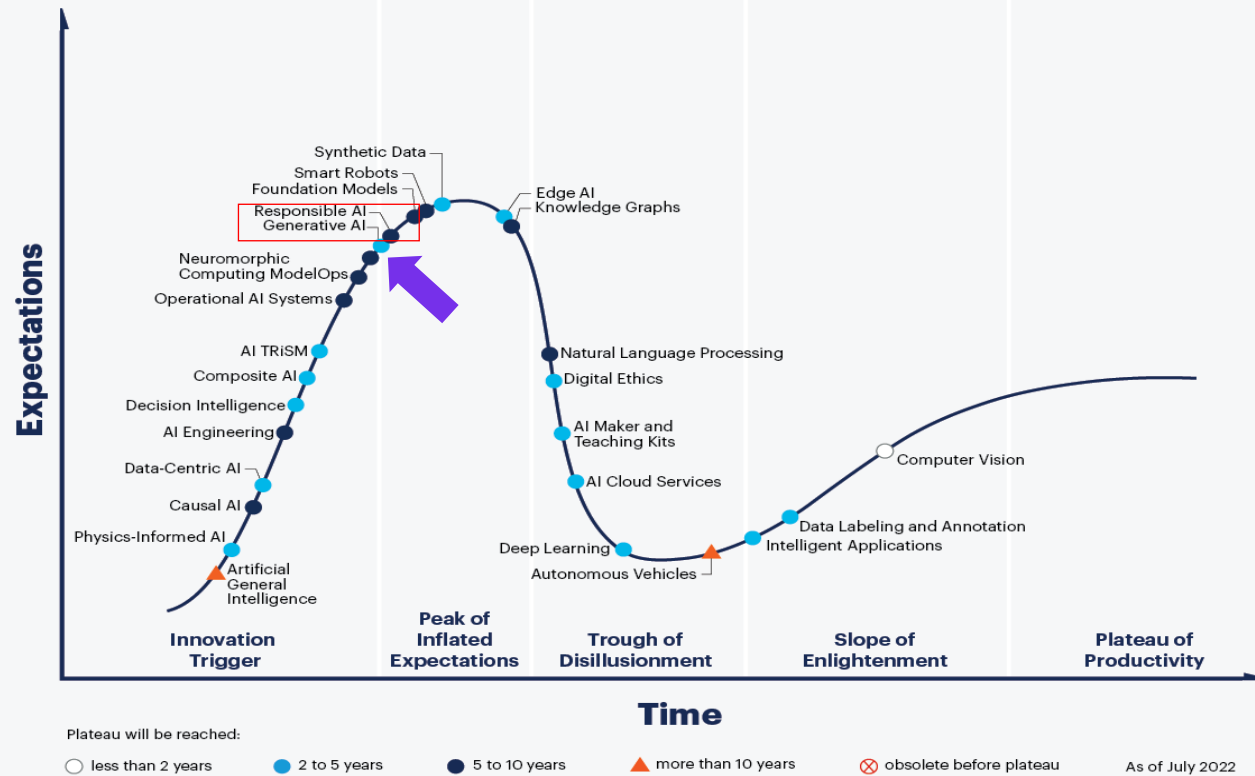 Expectations
Synthetic Data
Smart Robots
Foundation Models
Responsible AI
Generative AI
Neuromorphic
Computing ModelOps
Operational AI Systems
AI TRiSM
Composite AI
Decision Intelligence
AI Engineering
Data-Centric AI
Causal AI
Physics-Informed AI
Artificial
General
Intelligence
Edge AI
Knowledge Graphs
Natural Language Processing
Digital Ethics
AI Maker and
Teaching Kits
AI Cloud Services
Deep Learning
Autonomous Vehicles
Computer Vision
Data Labeling and Annotation
Intelligent Applications
Innovation
Trigger
Peak of
Inflated
Expectations
Trough of
Disillusionment
Slope of
Enlightenment
Plateau of
Productivity
Time
Plateau will be reached:
less than 2 years
2 to 5 years
5 to 10 years
more than 10 years
obsolete before plateau
As of July 2022